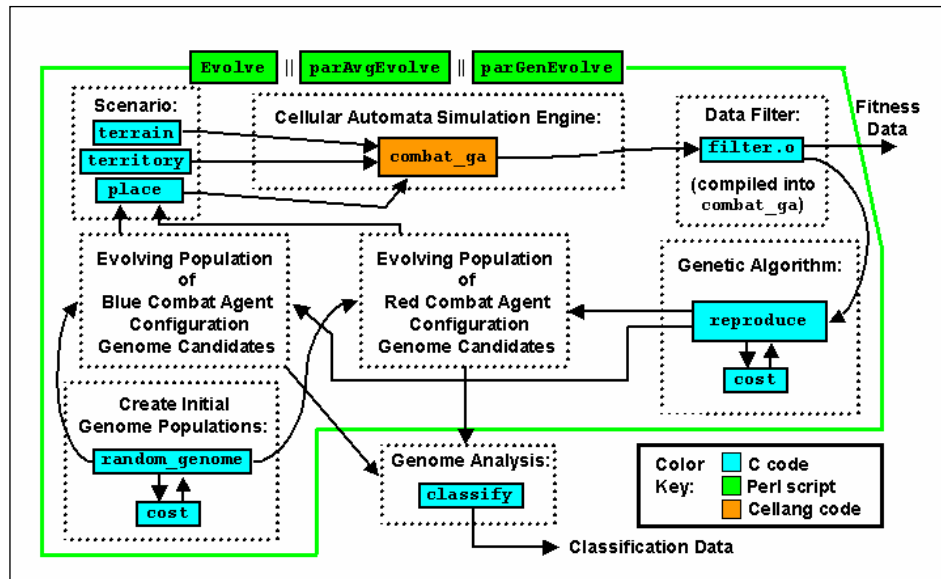 Evolve || parAvgEvolve || parGenEvolve
Scenario:
terrain
territory
place
Cellular Automata Simulation Engine:
combat_ga
Data Filter:
filter.o
(compiled into
combat_ga)
Fitness
Data
Evolving Population
of
Blue Combat Agent
Configuration
Genome Candidates
Evolving Population
of
Red Combat Agent
Configuration
Genome Candidates
Genetic Algorithm:
reproduce
cost
Create Initial
Genome Populations:
random_genome
cost
Genome Analysis:
classify
Classification Data
Color
Key:
C code
Perl script
Cellang code